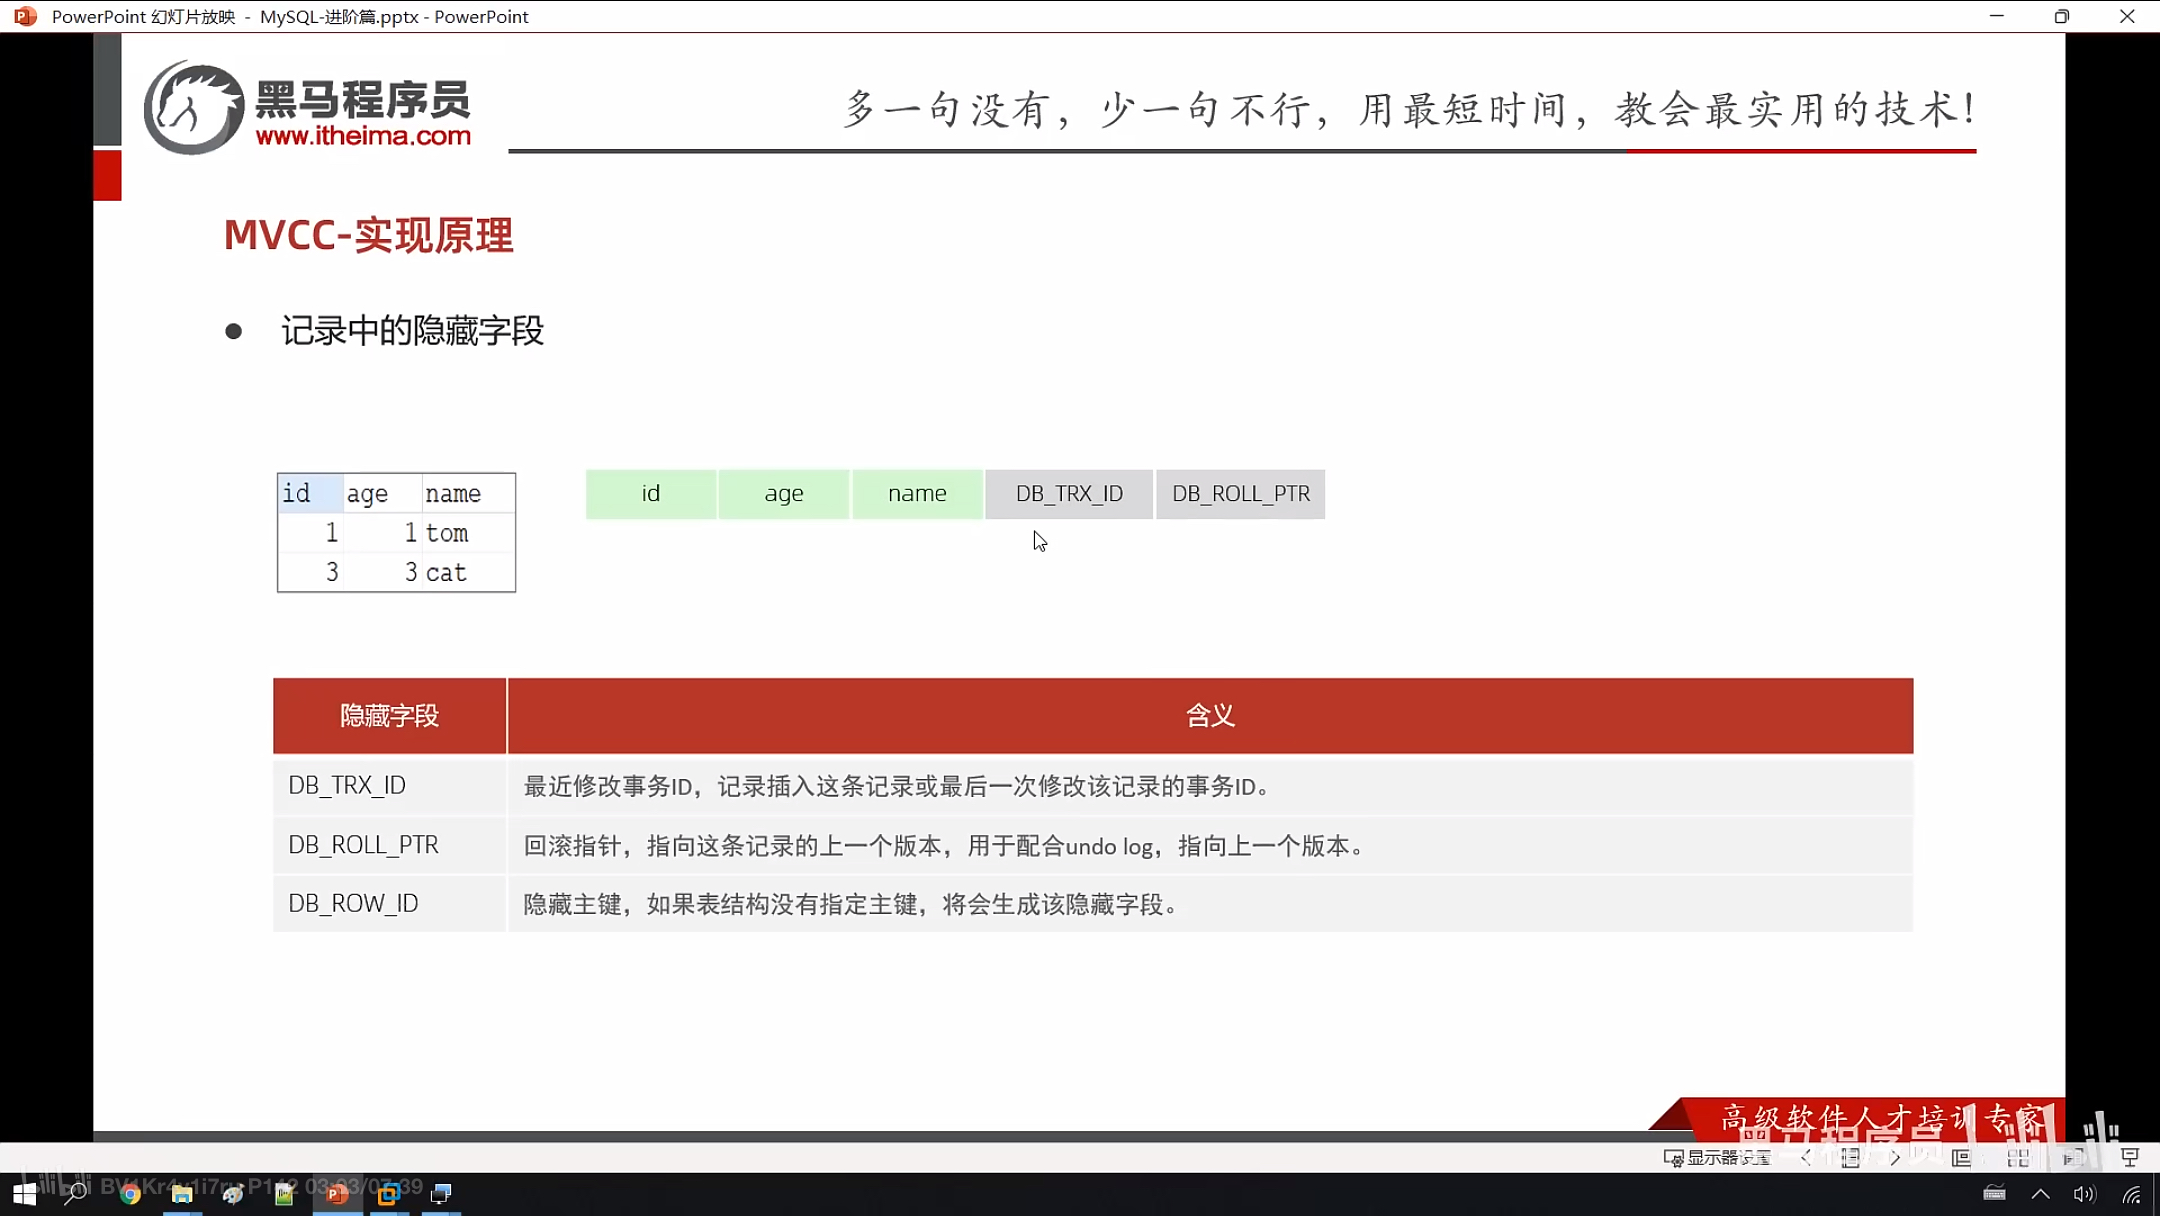 PowerPoint 幻灯片放映 - MySQL-进阶篇.pptx - PowerPoint
黑马程序员
www.itheima.com
多一句没有，少一句不行，用最短时间，教会最实用的技术！
MVCC-实现原理
● 记录中的隐藏字段
id age name
1 1 tom
3 3 cat
id age name DB_TRX_ID DB_ROLL_PTR
隐藏字段 含义
DB_TRX_ID 最近修改事务ID，记录插入这条记录或最后一次修改该记录的事务ID。
DB_ROLL_PTR 回滚指针，指向这条记录的上一个版本，用于配合undo log，指向上一个版本。
DB_ROW_ID 隐藏主键，如果表结构没有指定主键，将会生成该隐藏字段。
高级软件人才培训专家
黑马程序员
显示器设置
03:03/07:39